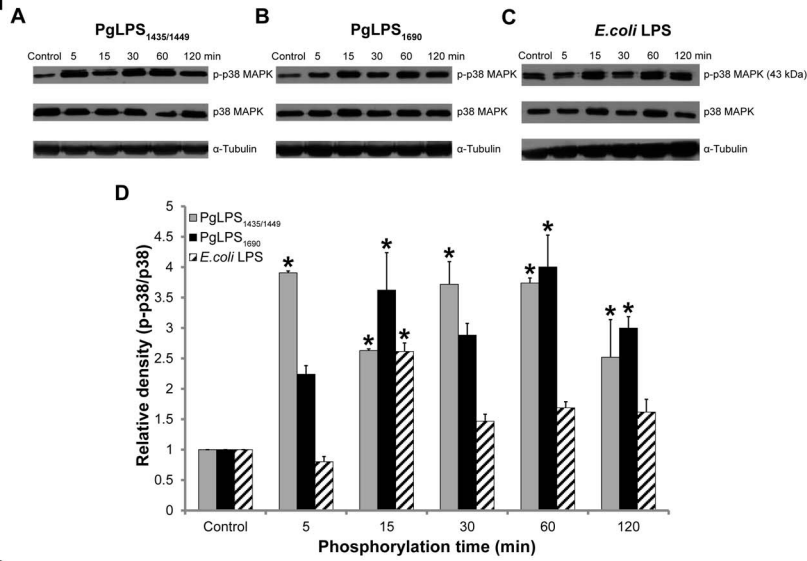 A
PgLPS1435/1449
Control 5 15 30 60 120 min
p-p38 MAPK
p38 MAPK
α-Tubulin
B
PgLPS1690
Control 5 15 30 60 120 min
p-p38 MAPK
p38 MAPK
α-Tubulin
C
E.coli LPS
Control 5 15 30 60 120 min
p-p38 MAPK (43 kDa)
p38 MAPK
α-Tubulin
D
PgLPS1435/1449
PgLPS1690
E.coli LPS
Relative density (p-p38/p38)
5
4.5
4
3.5
3
2.5
2
1.5
1
0.5
0
* * * * * * * * *
Control 5 15 30 60 120
Phosphorylation time (min)